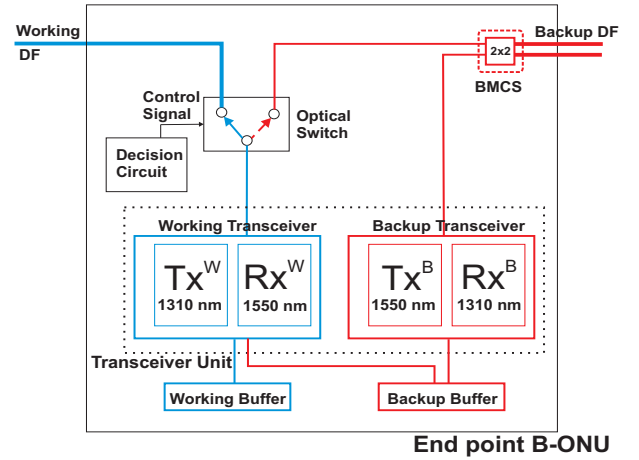 Working
DF
Backup DF
2x2
BMCS
Control
Signal
Optical
Switch
Decision
Circuit
Working Transceiver
Backup Transceiver
Tx^W
Rx^W
Tx^B
Rx^B
1310 nm
1550 nm
1550 nm
1310 nm
Transceiver Unit
Working Buffer
Backup Buffer
End point B-ONU